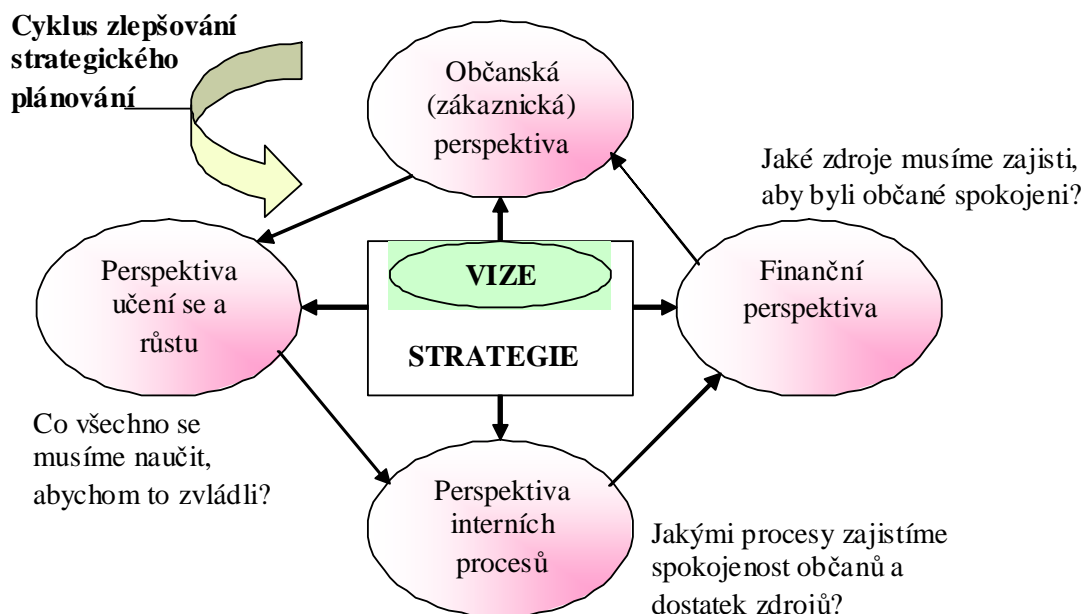 Cyklus zlepšování
strategického
plánování
Občanská
(zákaznická)
perspektiva
Jaké zdroje musíme zajisti,
aby byli občané spokojeni?
Perspektiva
učení se a
růstu
VIZE
STRATEGIE
Finanční
perspektiva
Co všechno se
musíme naučit,
abychom to zvládli?
Perspektiva
interních
procesů
Jakými procesy zajistíme
spokojenost občanů a
dostatek zdrojů?